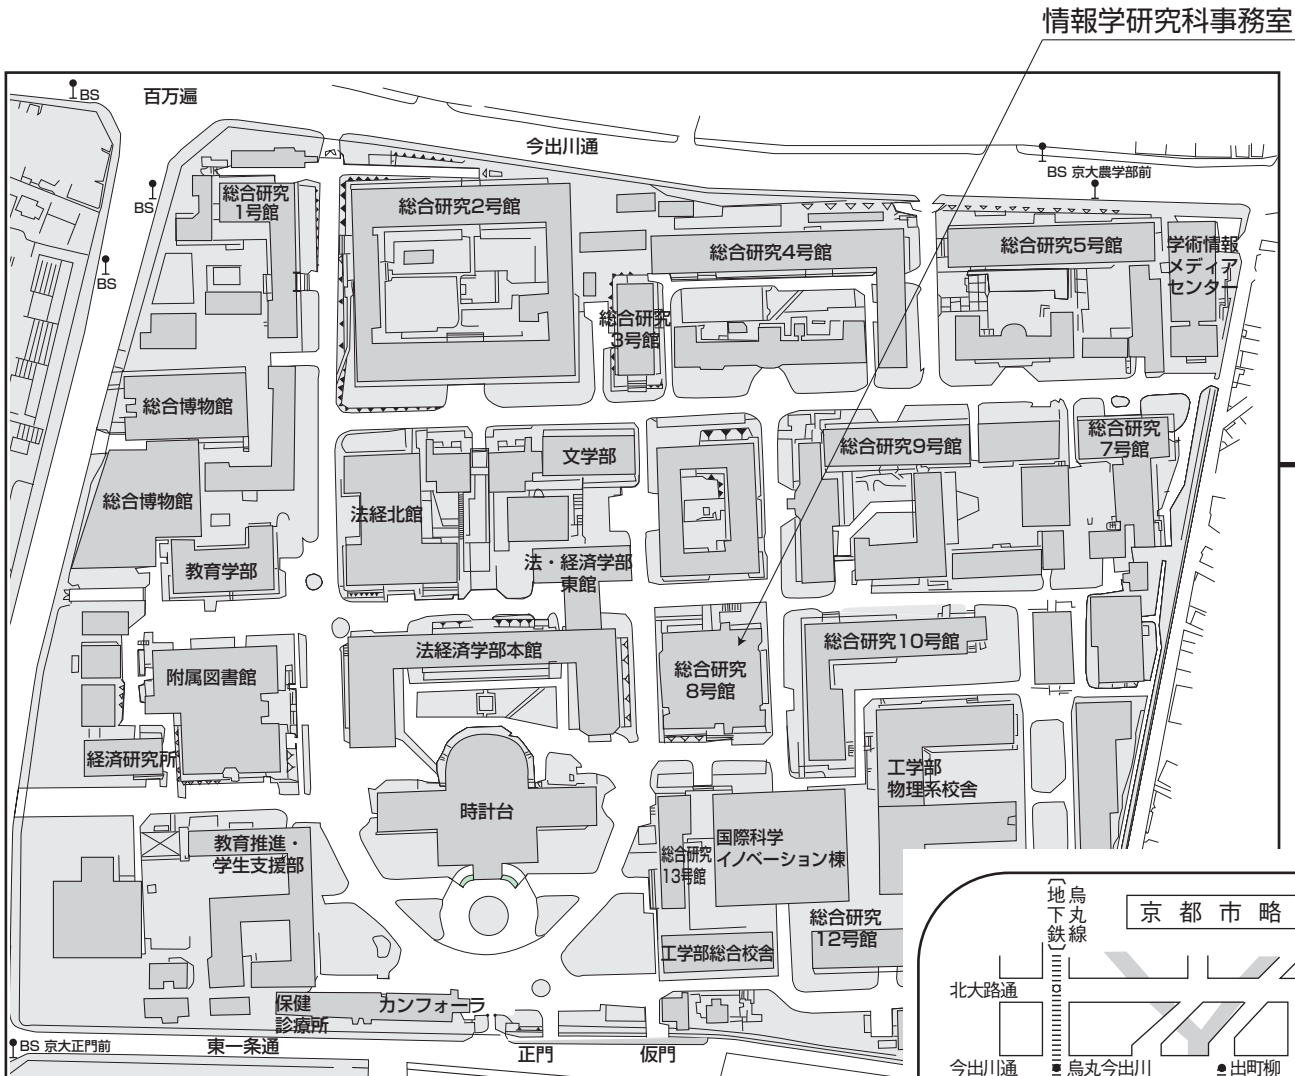 情報学研究科事務室
BS
百万遍
今出川通
BS 京大農学部前
BS
BS
総合研究
1号館
総合研究2号館
総合研究4号館
総合研究5号館
学術情報
メディア
センター
総合研究
3号館
総合博物館
文学部
総合研究9号館
総合研究
7号館
総合博物館
法経北館
教育学部
法・経済学部
東館
附属図書館
法経済学部本館
総合研究
8号館
総合研究10号館
経済研究所
工学部
物理系校舎
時計台
教育推進・
学生支援部
総合研究
13号館
国際科学
イノベーション棟
総合研究
12号館
工学部総合校舎
保健
診療所
カンフォーラ
BS 京大正門前
東一条通
正門
仮門
地下鉄
烏丸線
京都市略
北大路通
今出川通
烏丸今出川
出町柳